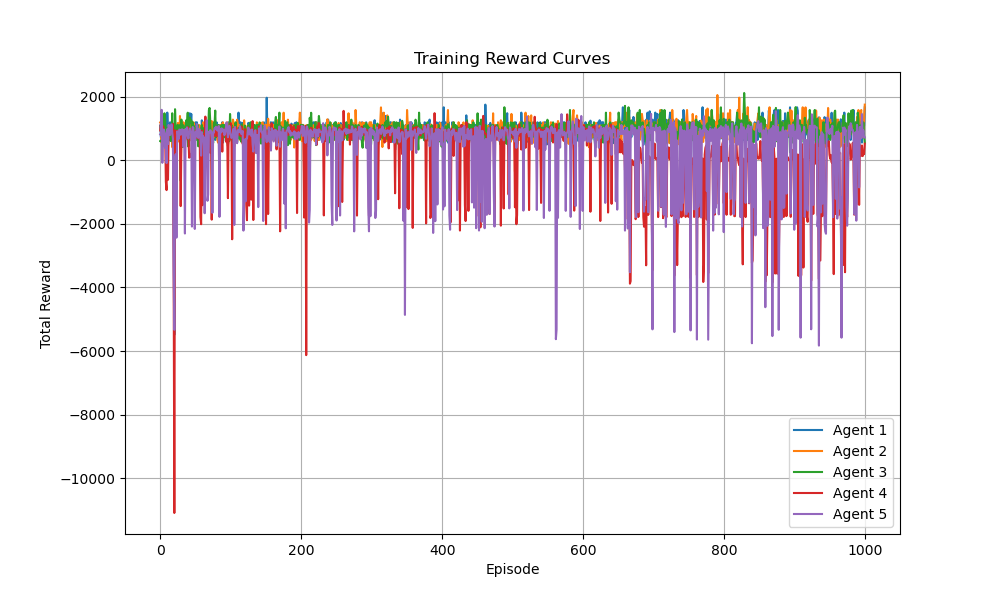 Training Reward Curves
Total Reward
2000
0
−2000
−4000
−6000
−8000
−10000
0 200 400 600 800 1000
Episode
Agent 1
Agent 2
Agent 3
Agent 4
Agent 5